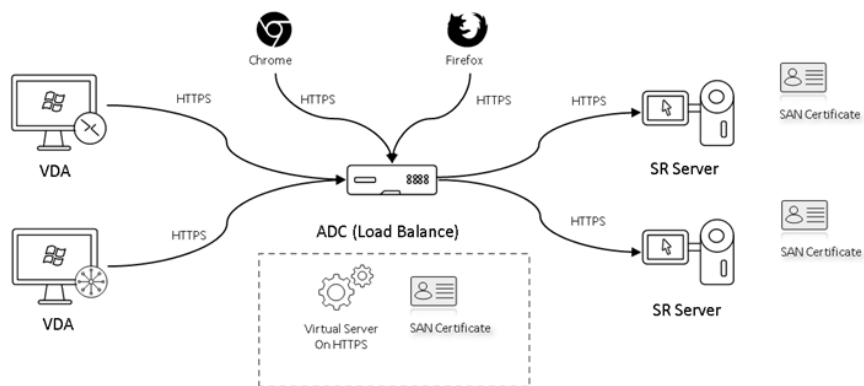 Chrome
Firefox
HTTPS
HTTPS
HTTPS
HTTPS
SAN Certificate
VDA
SR Server
8888
HTTPS
ADC (Load Balance)
HTTPS
SAN Certificate
VDA
Virtual Server
On HTTPS
SAN Certificate
SR Server